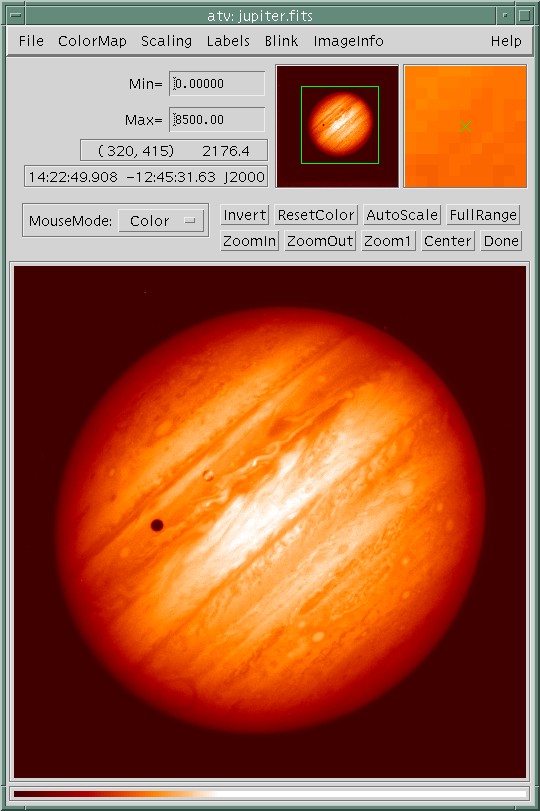 atv: jupiter.fits
File ColorMap Scaling Labels Blink ImageInfo Help
Min= 0.00000
Max= 8500.00
( 320, 415) 2176.4
14:22:49.908 -12:45:31.63 J2000
MouseMode: Color
Invert ResetColor AutoScale FullRange
ZoomIn ZoomOut Zoom1 Center Done